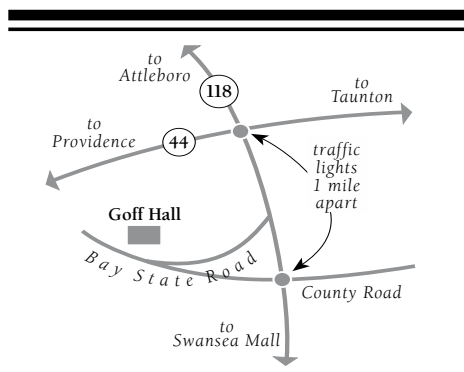 to
Attleboro
118
to
Taunton
to
Providence
44
traffic
lights
1 mile
apart
Goff Hall
Bay State Road
County Road
to
Swansea Mall